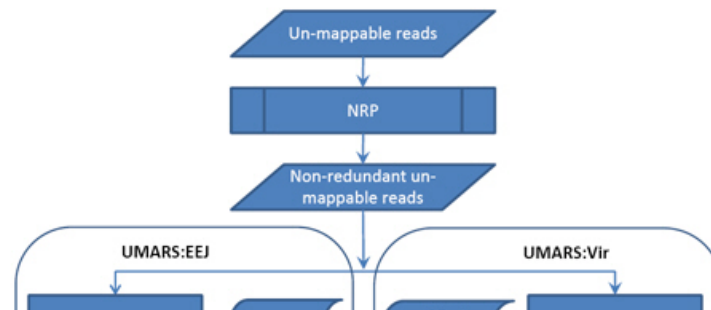 Un-mappable reads
NRP
Non-redundant un-
mappable reads
UMARS:EEJ
UMARS:Vir